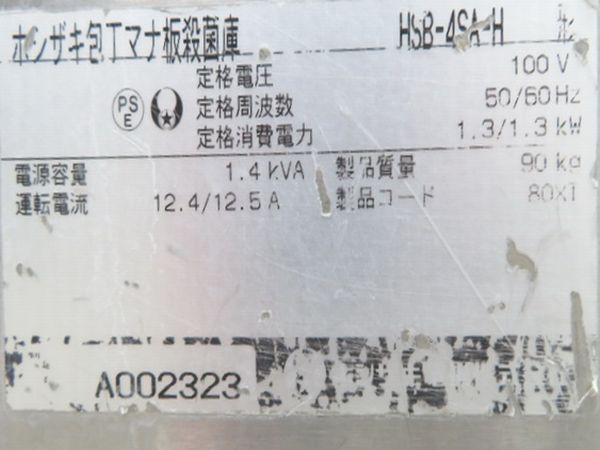 ホシザキ包丁マナ板殺菌庫 HSB-4SA-H 形
定格電圧 100 V
PSE 定格周波数 50/60 Hz
定格消費電力 1.3/1.3 kW
電源容量 1.4 kVA 製品質量 90 kg
運転電流 12.4/12.5 A 製品コード 80X1
A002323